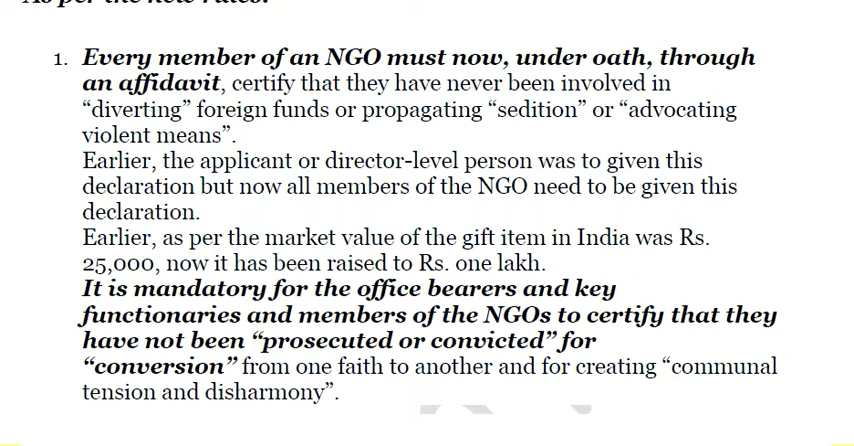 As per the new rules:
1. Every member of an NGO must now, under oath, through
an affidavit, certify that they have never been involved in
“diverting” foreign funds or propagating “sedition” or “advocating
violent means”.
Earlier, the applicant or director-level person was to given this
declaration but now all members of the NGO need to be given this
declaration.
Earlier, as per the market value of the gift item in India was Rs.
25,000, now it has been raised to Rs. one lakh.
It is mandatory for the office bearers and key
functionaries and members of the NGOs to certify that they
have not been “prosecuted or convicted” for
“conversion” from one faith to another and for creating “communal
tension and disharmony”.